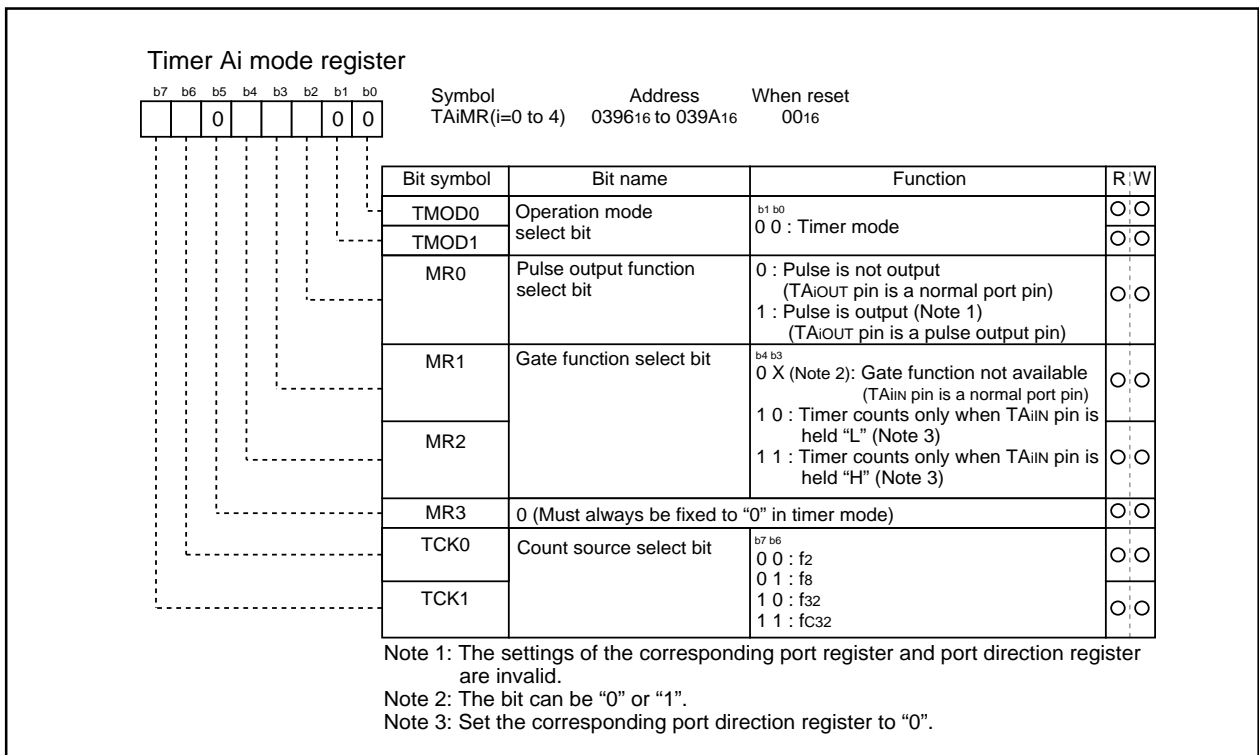 Timer Ai mode register
b7 b6 b5 b4 b3 b2 b1 b0
0 0 0
Symbol Address When reset
TAiMR(i=0 to 4) 039616 to 039A16 0016
Bit symbol Bit name Function R W
TMOD0 Operation mode select bit
TMOD1
b1 b0
0 0 : Timer mode
MR0 Pulse output function select bit
0 : Pulse is not output
(TAiOUT pin is a normal port pin)
1 : Pulse is output (Note 1)
(TAiOUT pin is a pulse output pin)
MR1 Gate function select bit
MR2
b4 b3
0 X (Note 2): Gate function not available
(TAiIN pin is a normal port pin)
1 0 : Timer counts only when TAiIN pin is
held “L” (Note 3)
1 1 : Timer counts only when TAiIN pin is
held “H” (Note 3)
MR3 0 (Must always be fixed to “0” in timer mode)
TCK0 Count source select bit
TCK1
b7 b6
0 0 : f2
0 1 : f8
1 0 : f32
1 1 : fC32
Note 1: The settings of the corresponding port register and port direction register
are invalid.
Note 2: The bit can be “0” or “1”.
Note 3: Set the corresponding port direction register to “0”.